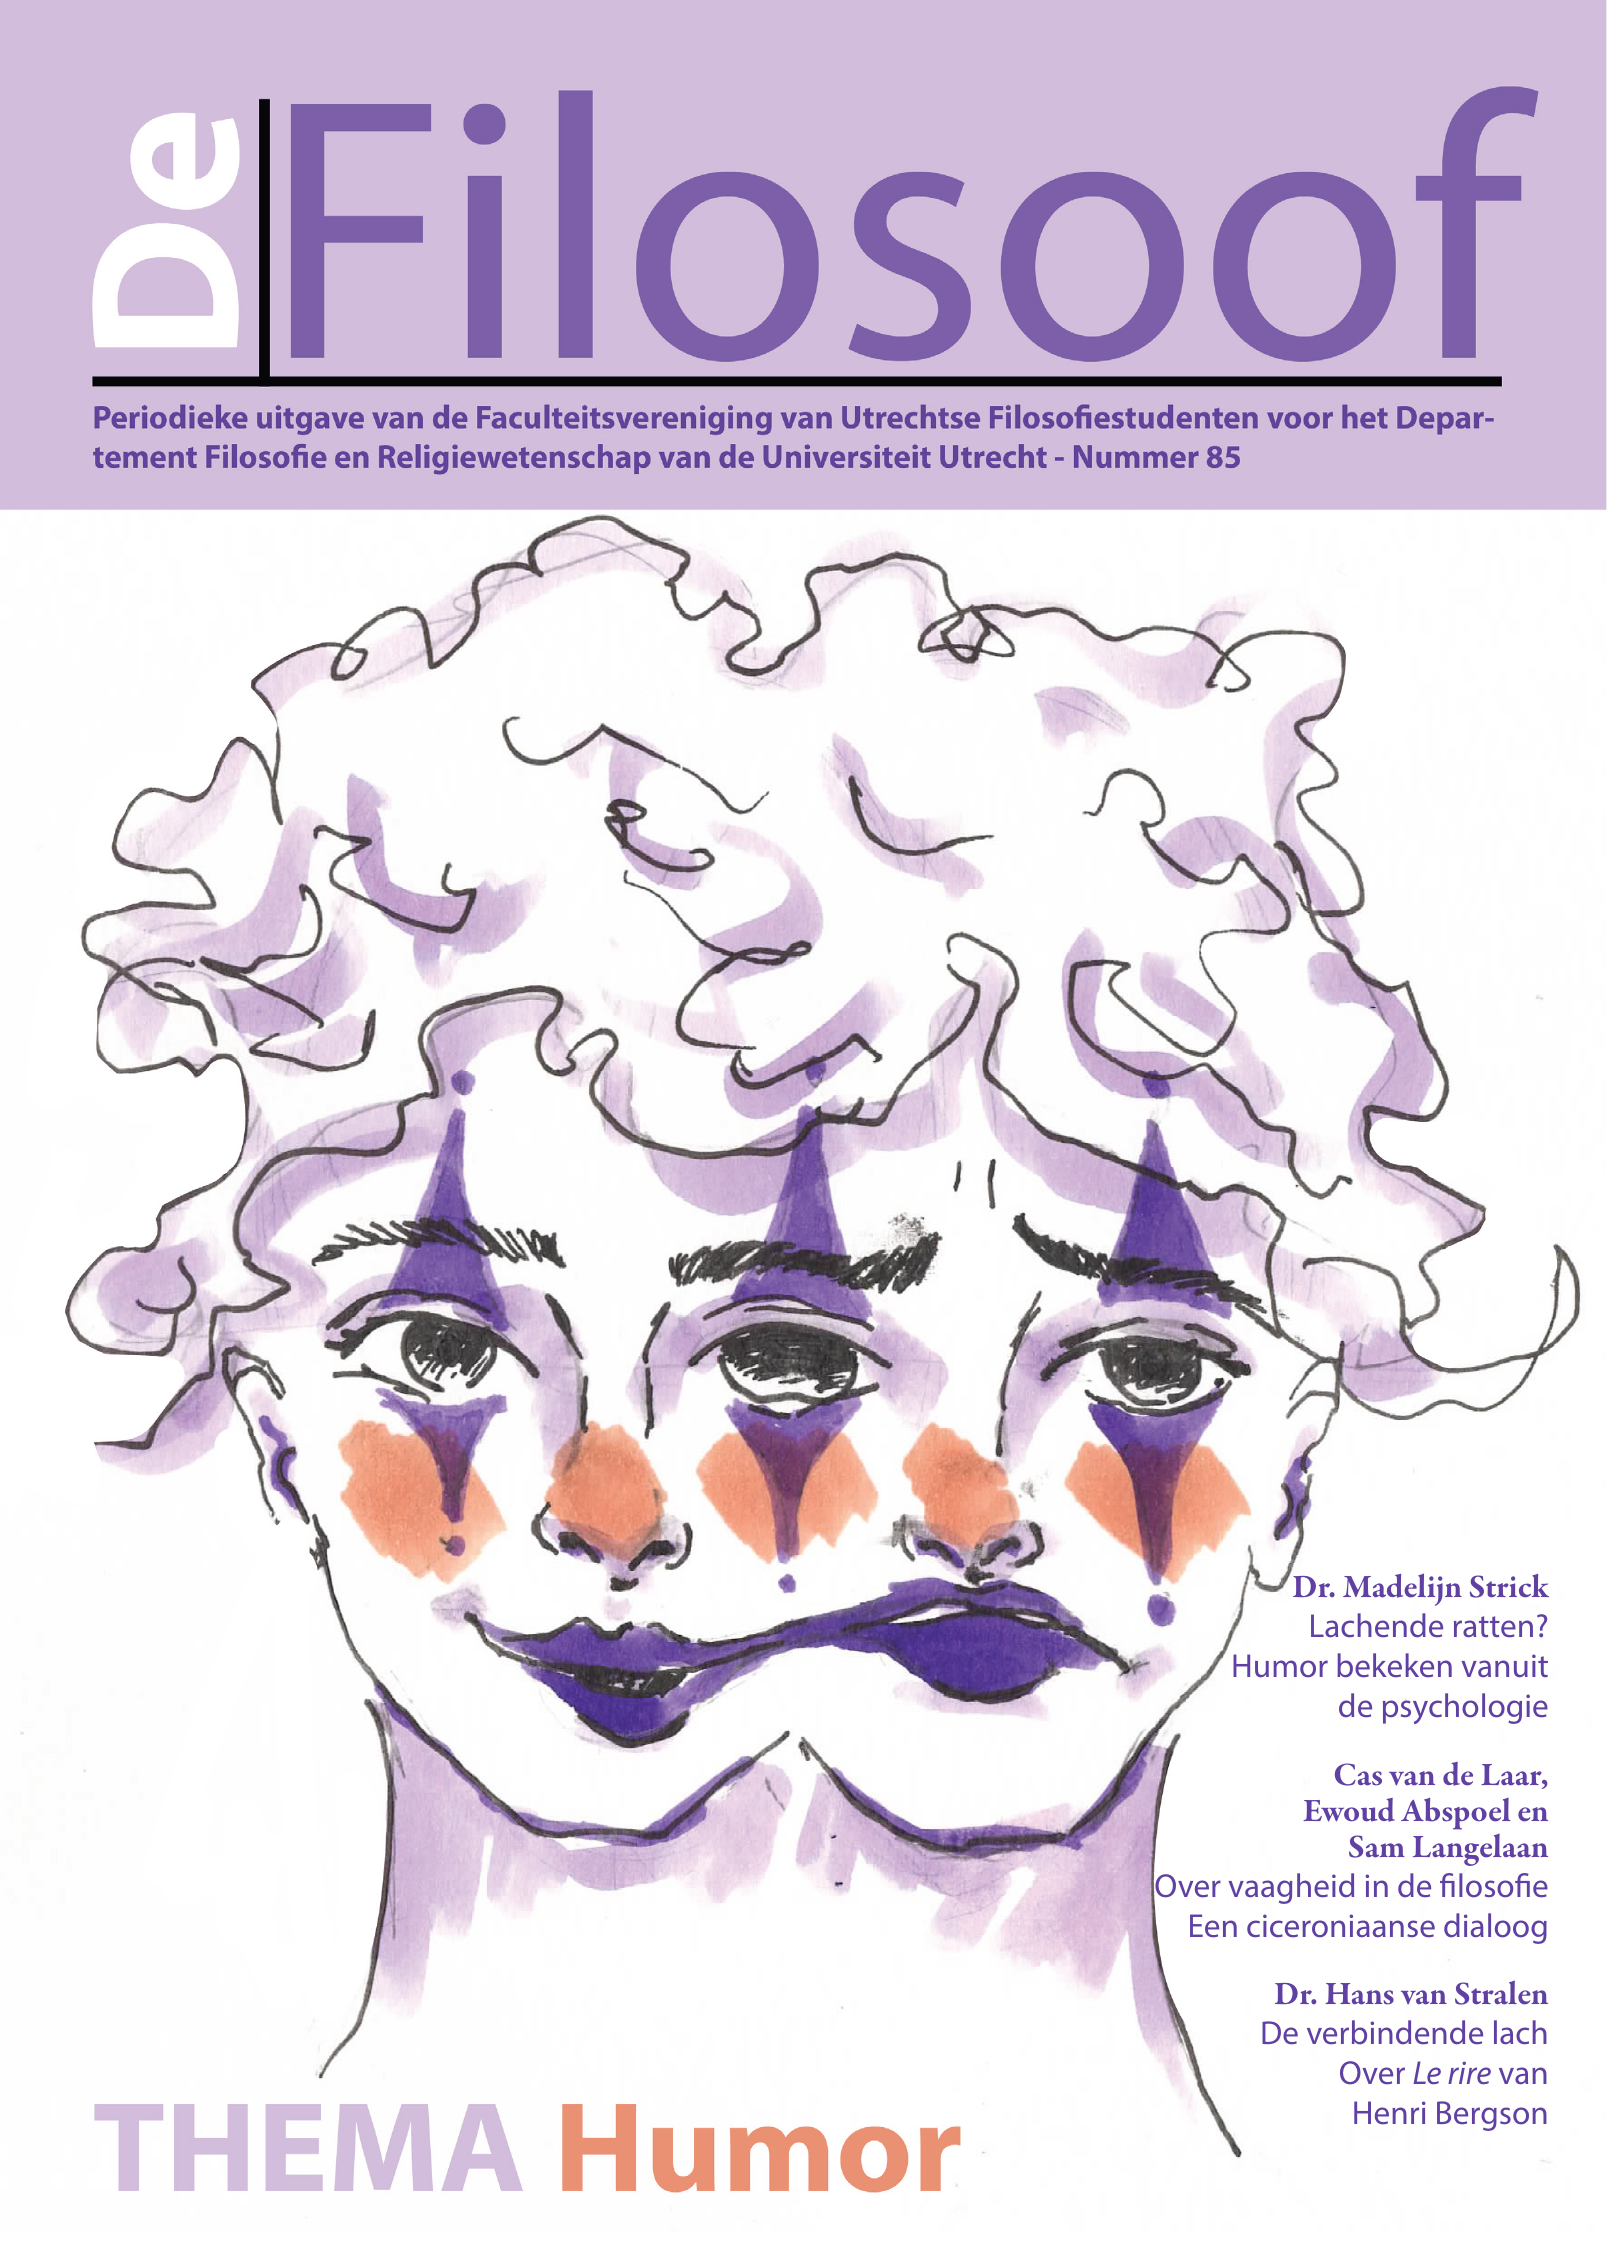 De Filosoof
Periodieke uitgave van de Faculteitsvereniging van Utrechtse Filosofiestudenten voor het Depar-
tement Filosofie en Religiewetenschap van de Universiteit Utrecht - Nummer 85
Dr. Madelijn Strick
Lachende ratten?
Humor bekeken vanuit
de psychologie
Cas van de Laar,
Ewoud Abspoel en
Sam Langelaan
Over vaagheid in de filosofie
Een ciceroniaanse dialoog
Dr. Hans van Stralen
De verbindende lach
Over Le rire van
Henri Bergson
THEMA Humor